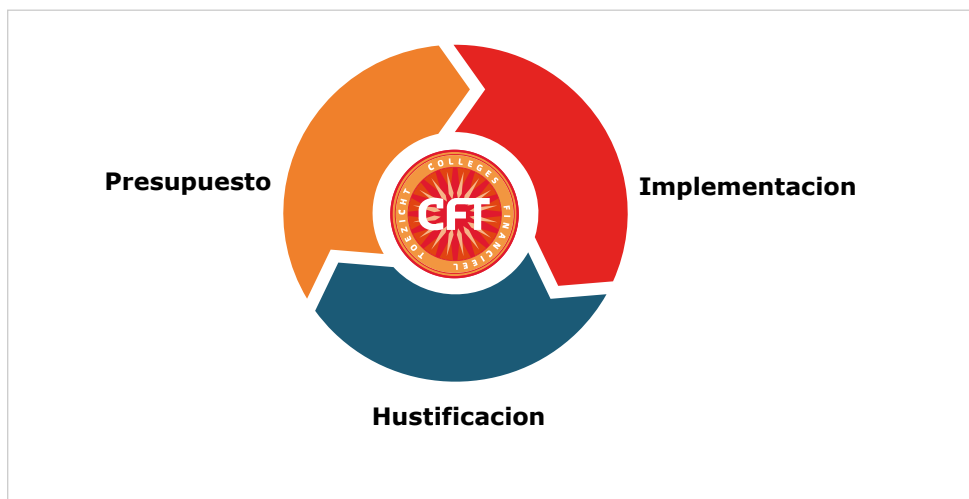 Presupuesto
Implementacion
COLLEGES FINANCIEEL TOEZICHT
CFT
Hustificacion